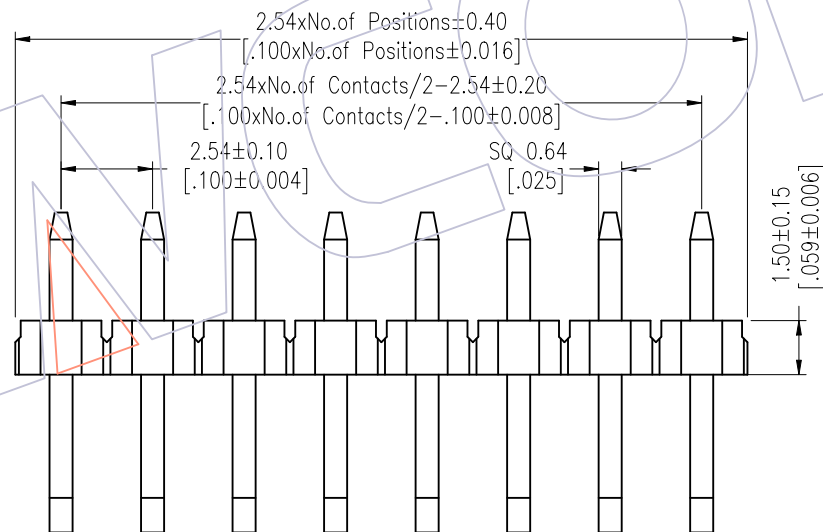 2.54xNo.of Positions±0.40
[.100xNo.of Positions±0.016]
2.54xNo.of Contacts/2-2.54±0.20
[.100xNo.of Contacts/2-.100±0.008]
2.54±0.10
[.100±0.004]
SQ 0.64
[.025]
1.50±0.15
[.059±0.006]